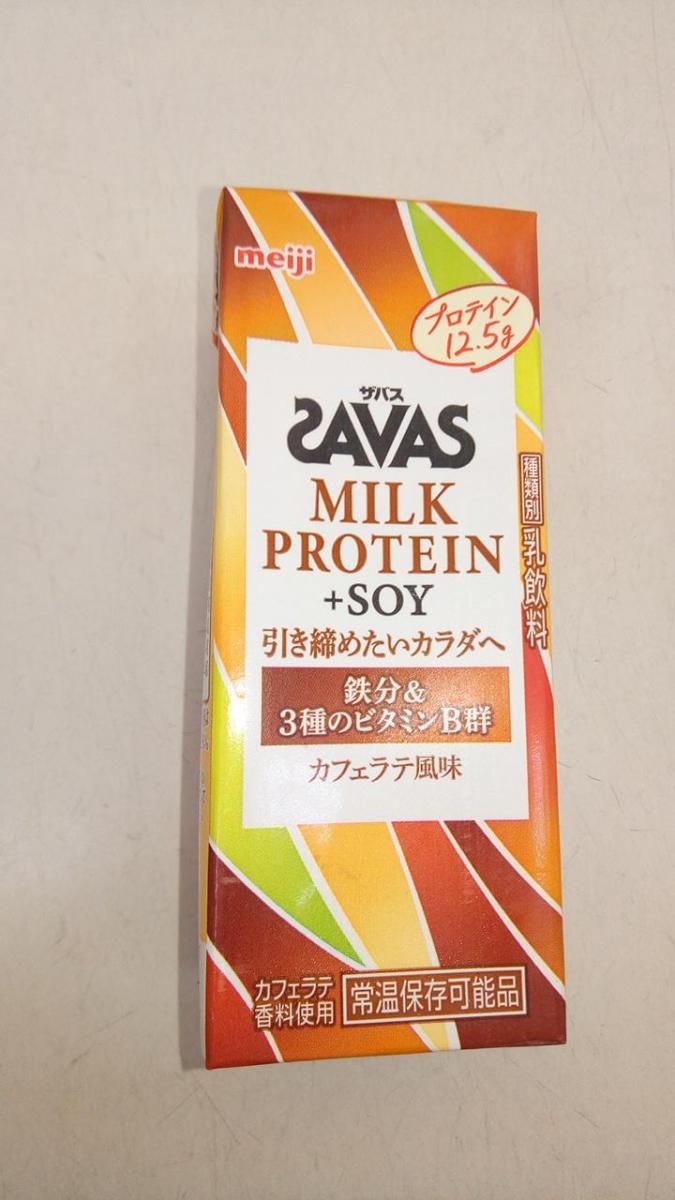 meiji
プロテイン
12.5g
ザバス
SAVAS
MILK
PROTEIN
+SOY
引き締めたいカラダへ
鉄分&
3種のビタミンB群
カフェラテ風味
種類別 乳飲料
カフェラテ
香料使用
常温保存可能品